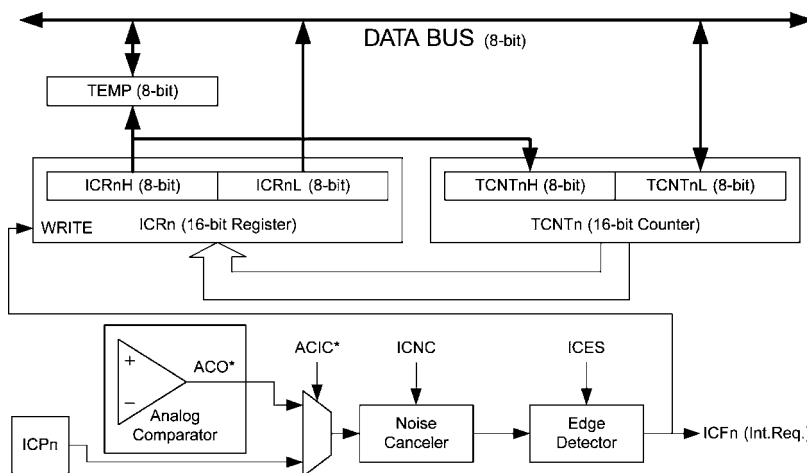 DATA BUS (8-bit)
TEMP (8-bit)
ICRnH (8-bit)
ICRnL (8-bit)
TCNTnH (8-bit)
TCNTnL (8-bit)
WRITE
ICRn (16-bit Register)
TCNTn (16-bit Counter)
+
−
ACO*
Analog
Comparator
ACIC*
ICNC
ICES
ICPn
Noise
Canceler
Edge
Detector
ICFn (Int.Req.)